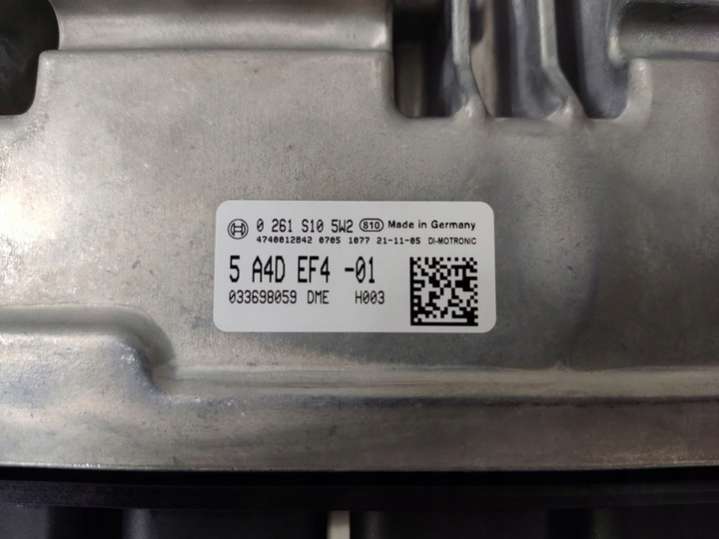 0 261 S10 5W2 S10 Made in Germany
4740012842 0705 1077 21-11-05 DI-MOTRONIC
5 A4D EF4 -01
033698059 DME H003